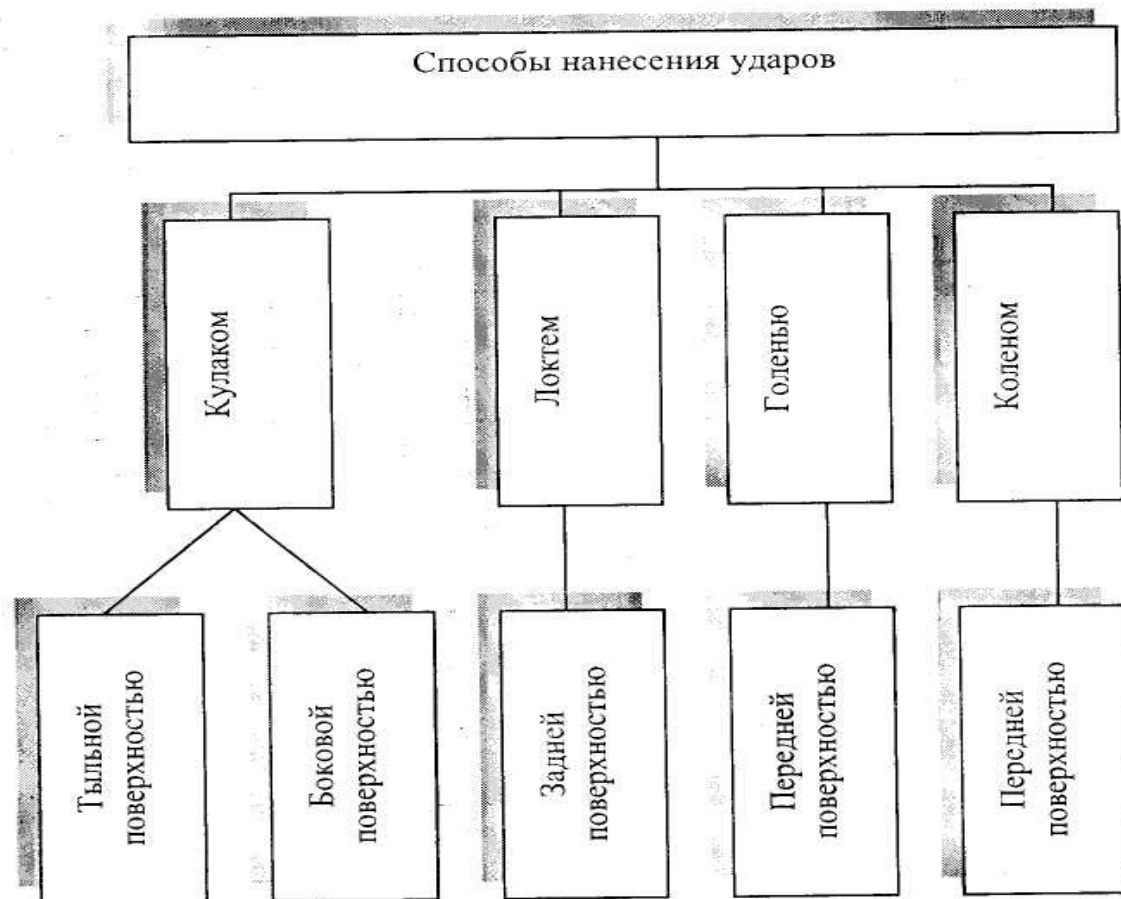 Способы нанесения ударов
Кулаком
Локтем
Голенью
Коленом
Тыльной
поверхностью
Боковой
поверхностью
Задней
поверхностью
Передней
поверхностью
Передней
поверхностью